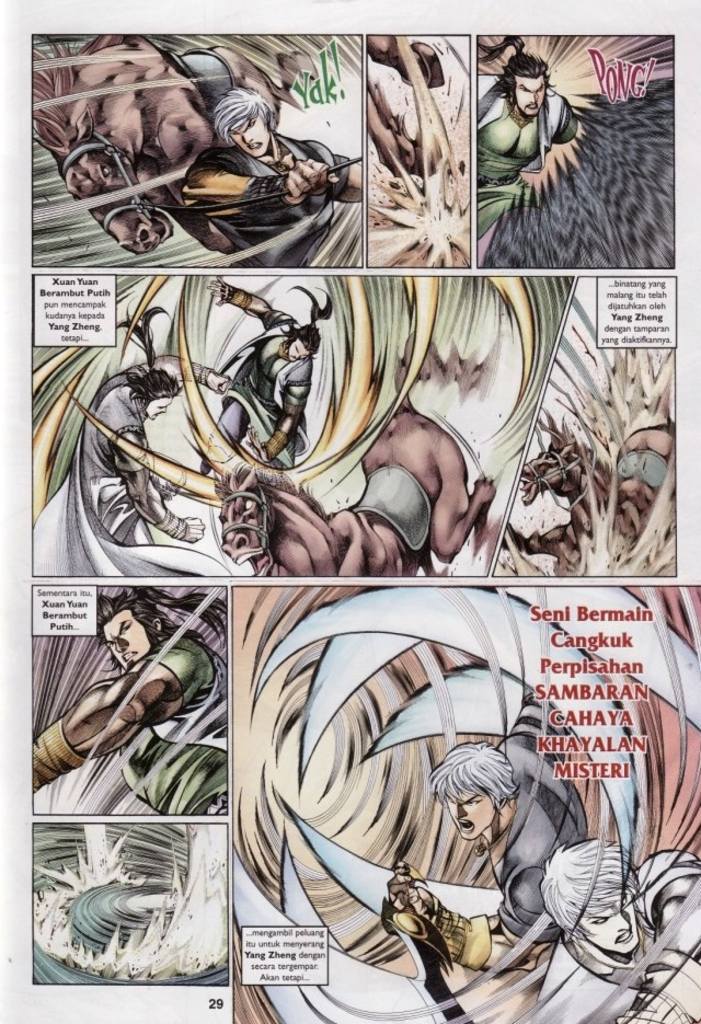 Yak!
PONG!
Xuan Yuan
Berambut Putih
pun mencampak
kudanya kepada
Yang Zheng,
tetapi...
...binatang yang
malang itu telah
dijatuhkan oleh
Yang Zheng
dengan tamparan
yang diaktifkannya.
Sementara itu,
Xuan Yuan
Berambut
Putih...
Seni Bermain
Cangkuk
Perpisahan
SAMBARAN
CAHAYA
KHAYALAN
MISTERI
...mengambil peluang
itu untuk menyerang
Yang Zheng dengan
secara tergempar.
Akan tetapi...
29